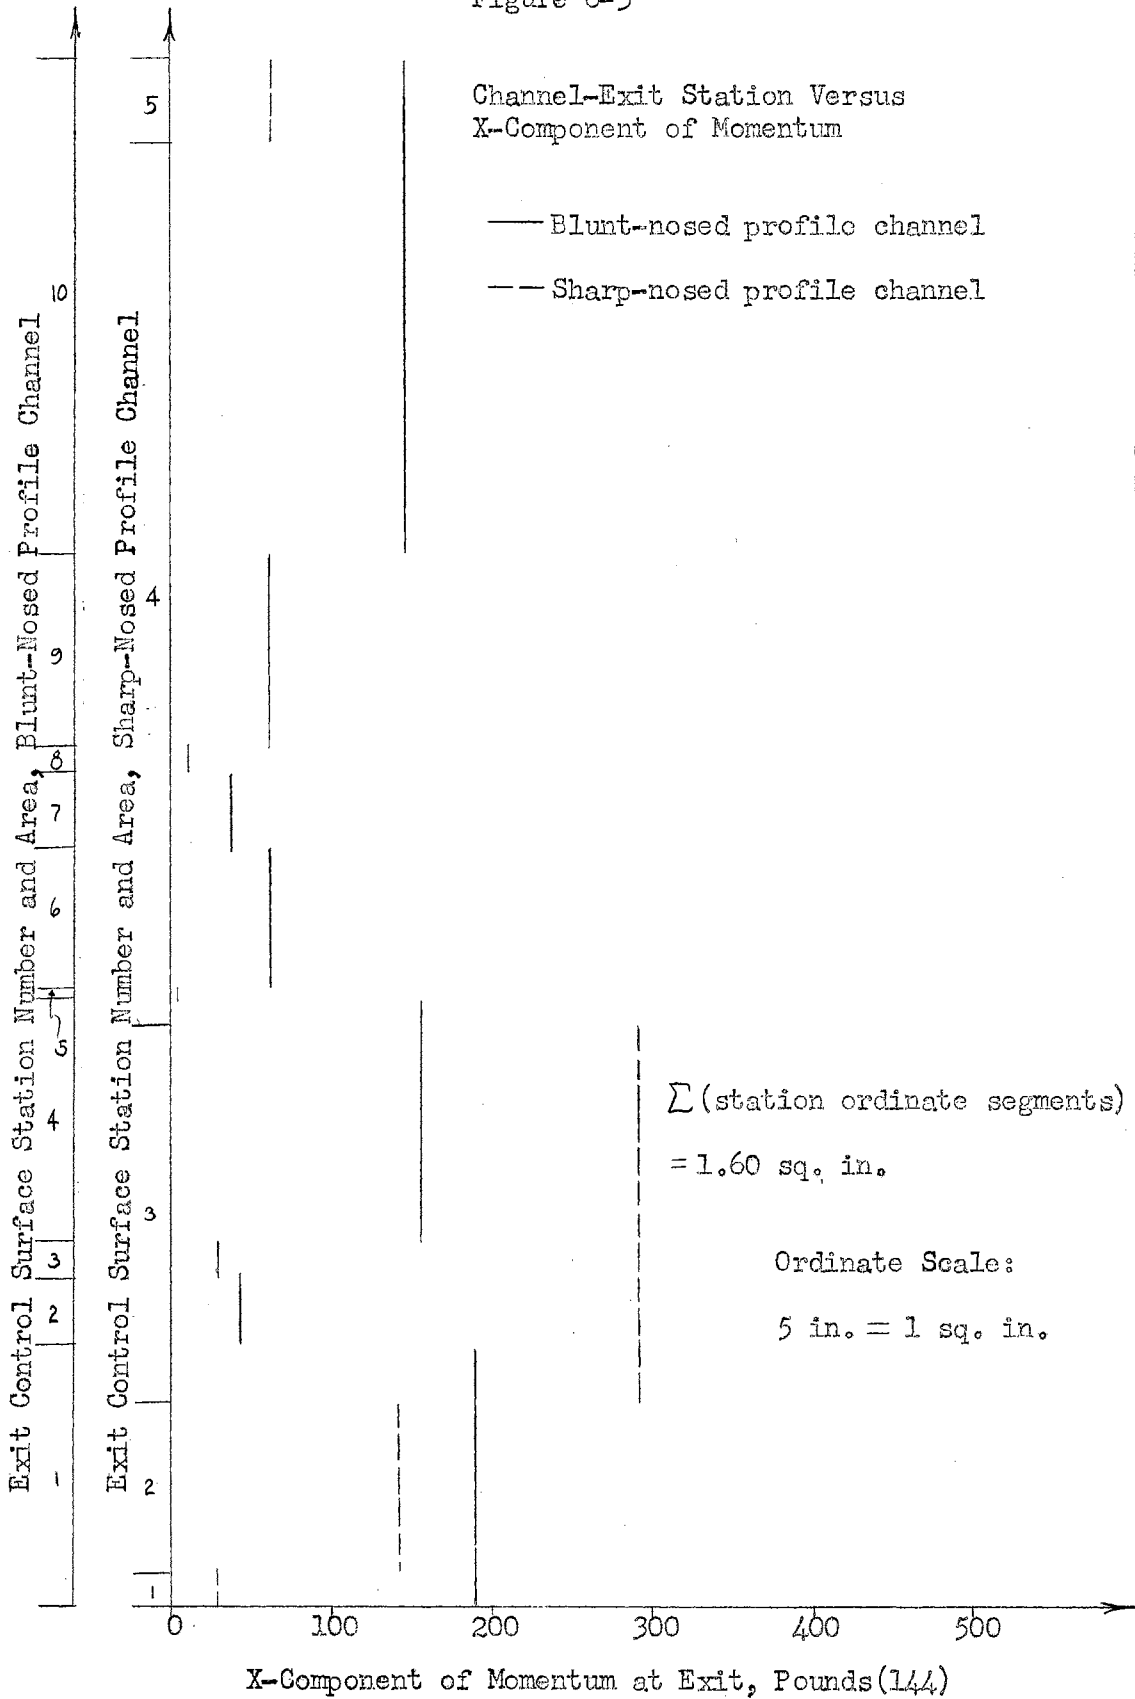 Figure 6-5
Channel-Exit Station Versus
X-Component of Momentum
Blunt-nosed profile channel
Sharp-nosed profile channel
Exit Control Surface Station Number and Area, Blunt-Nosed Profile Channel
10
9
8
7
6
5
4
3
2
1
Exit Control Surface Station Number and Area, Sharp-Nosed Profile Channel
5
4
3
2
1
Σ(station ordinate segments)
= 1.60 sq. in.
Ordinate Scale:
5 in. = 1 sq. in.
0 100 200 300 400 500
X-Component of Momentum at Exit, Pounds(144)